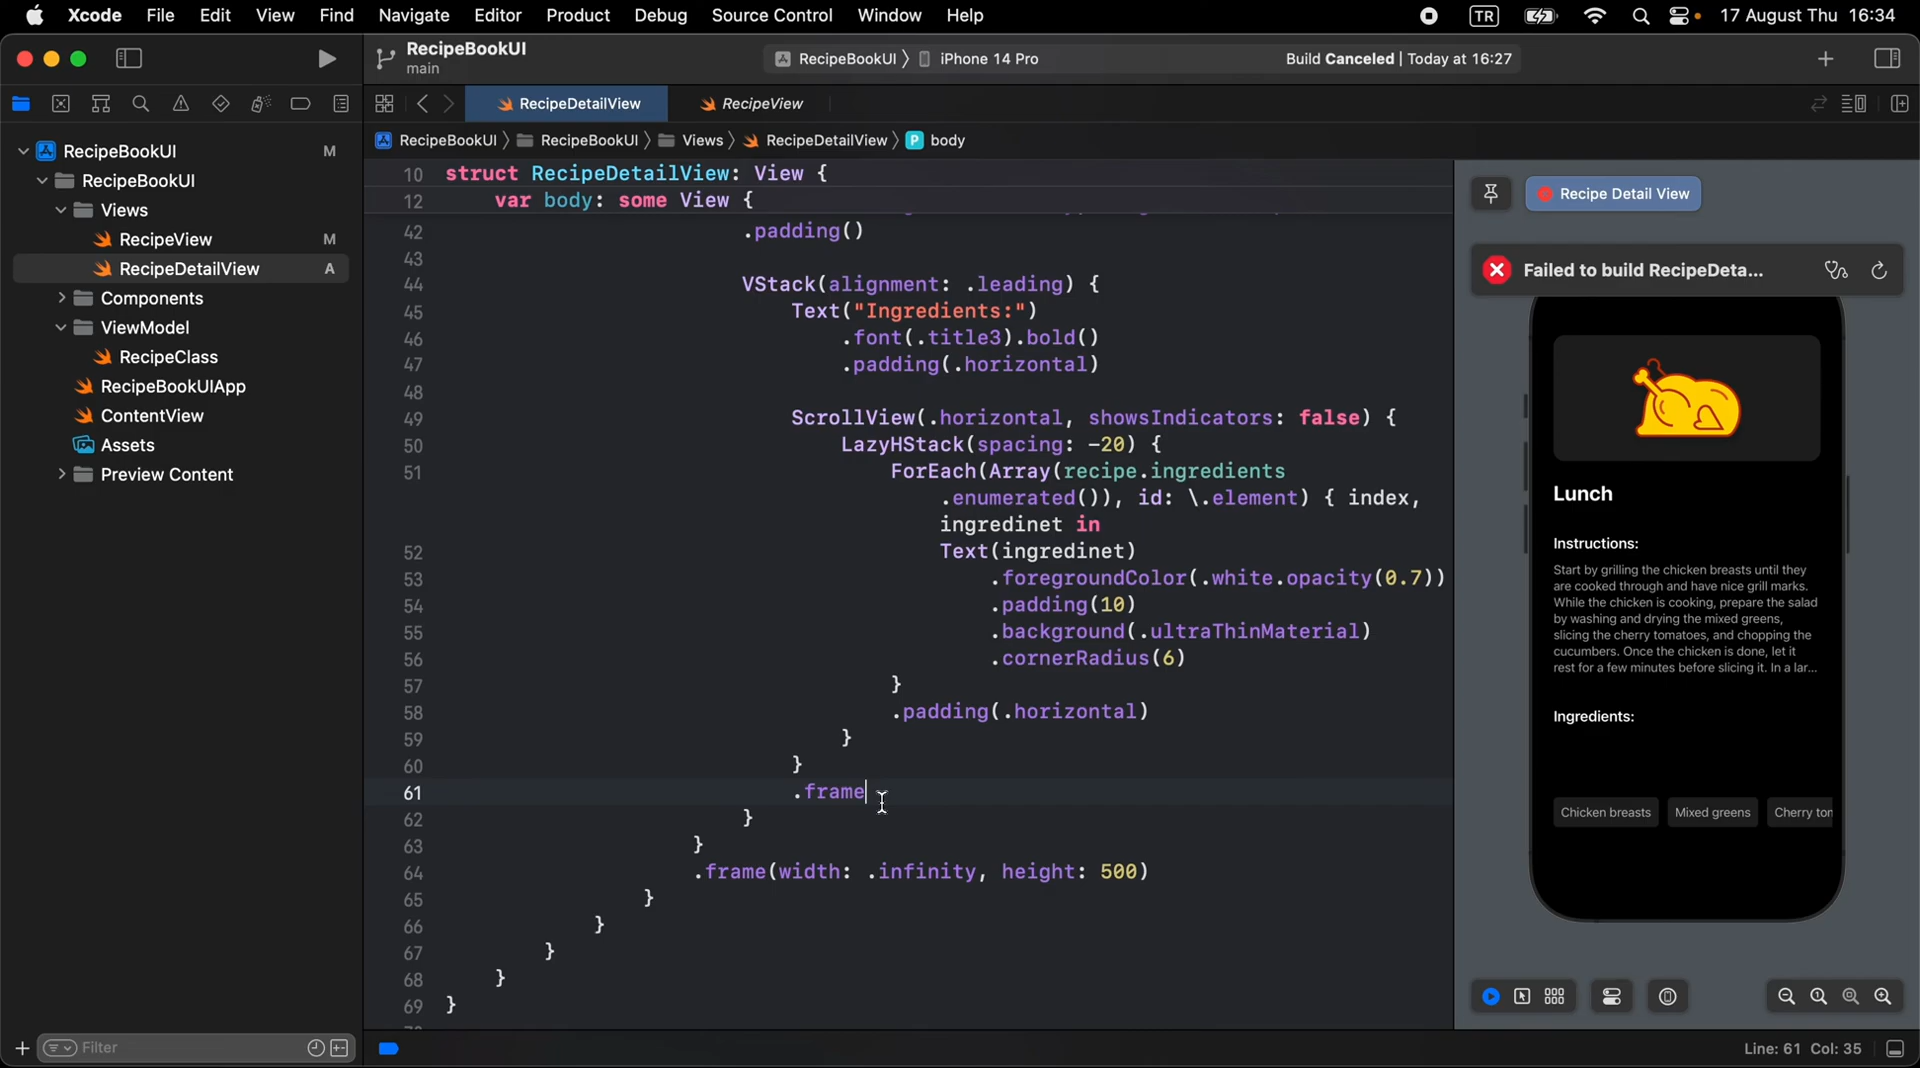 Xcode File Edit View Find Navigate Editor Product Debug Source Control Window Help TR 17 August Thu 16:34
RecipeBookUI
main
RecipeBookUI iPhone 14 Pro Build Canceled | Today at 16:27
RecipeDetailView RecipeView
RecipeBookUI RecipeBookUI Views RecipeDetailView P body
RecipeBookUI M
RecipeBookUI
Views
RecipeView M
RecipeDetailView A
Components
ViewModel
RecipeClass
RecipeBookUIApp
ContentView
Assets
Preview Content
Filter
10 struct RecipeDetailView: View {
12 var body: some View {
42 .padding()
43
44 VStack(alignment: .leading) {
45 Text("Ingredients:")
46 .font(.title3).bold()
47 .padding(.horizontal)
48
49 ScrollView(.horizontal, showsIndicators: false) {
50 LazyHStack(spacing: -20) {
51 ForEach(Array(recipe.ingredients
.enumerated()), id: \.element) { index,
ingredinet in
52 Text(ingredinet)
53 .foregroundColor(.white.opacity(0.7))
54 .padding(10)
55 .background(.ultraThinMaterial)
56 .cornerRadius(6)
57 }
58 .padding(.horizontal)
59 }
60 }
61 .frame
62 }
63 }
64 .frame(width: .infinity, height: 500)
65 }
66 }
67 }
68 }
69 }
Recipe Detail View
Failed to build RecipeDeta...
Lunch
Instructions:
Start by grilling the chicken breasts until they
are cooked through and have nice grill marks.
While the chicken is cooking, prepare the salad
by washing and drying the mixed greens,
slicing the cherry tomatoes, and chopping the
cucumbers. Once the chicken is done, let it
rest for a few minutes before slicing it. In a lar...
Ingredients:
Chicken breasts Mixed greens Cherry tom
Line: 61 Col: 35